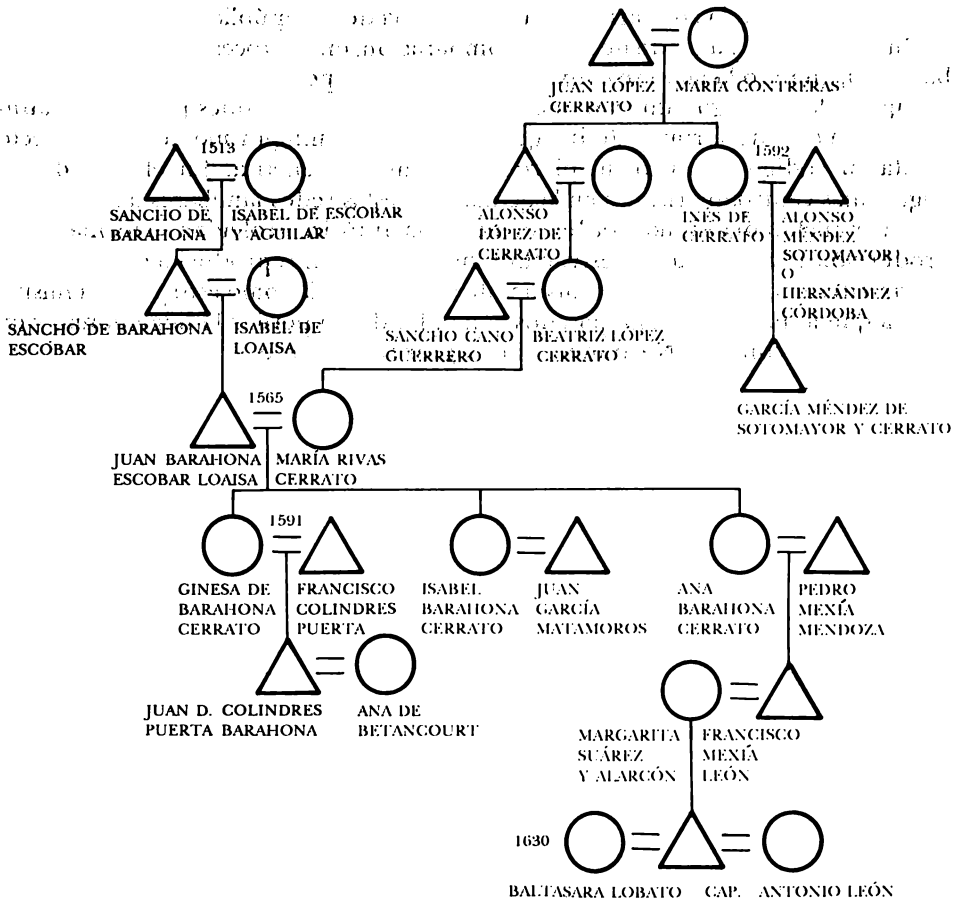 JUAN LÓPEZ
CERRATO
MARÍA CONTRERAS
1513
SANCHO DE
BARAHONA
ISABEL DE ESCOBAR
Y AGUILAR
ALONSO
LÓPEZ DE
CERRATO
INÉS DE
CERRATO
1592
ALONSO
MÉNDEZ
SOTOMAYOR
O
HERNÁNDEZ
CÓRDOBA
SANCHO DE BARAHONA
ESCOBAR
ISABEL DE
LOAISA
SANCHO CANO
GUERRERO
BEATRIZ LÓPEZ
CERRATO
GARCÍA MÉNDEZ DE
SOTOMAYOR Y CERRATO
1565
JUAN BARAHONA
ESCOBAR LOAISA
MARÍA RIVAS
CERRATO
1591
GINESA DE
BARAHONA
CERRATO
FRANCISCO
COLINDRES
PUERTA
ISABEL
BARAHONA
CERRATO
JUAN
GARCÍA
MATAMOROS
ANA
BARAHONA
CERRATO
PEDRO
MEXÍA
MENDOZA
JUAN D. COLINDRES
PUERTA BARAHONA
ANA DE
BETANCOURT
MARGARITA
SUÁREZ
Y ALARCÓN
FRANCISCO
MEXÍA
LEÓN
1630
BALTASARA LOBATO CAP. ANTONIO LEÓN